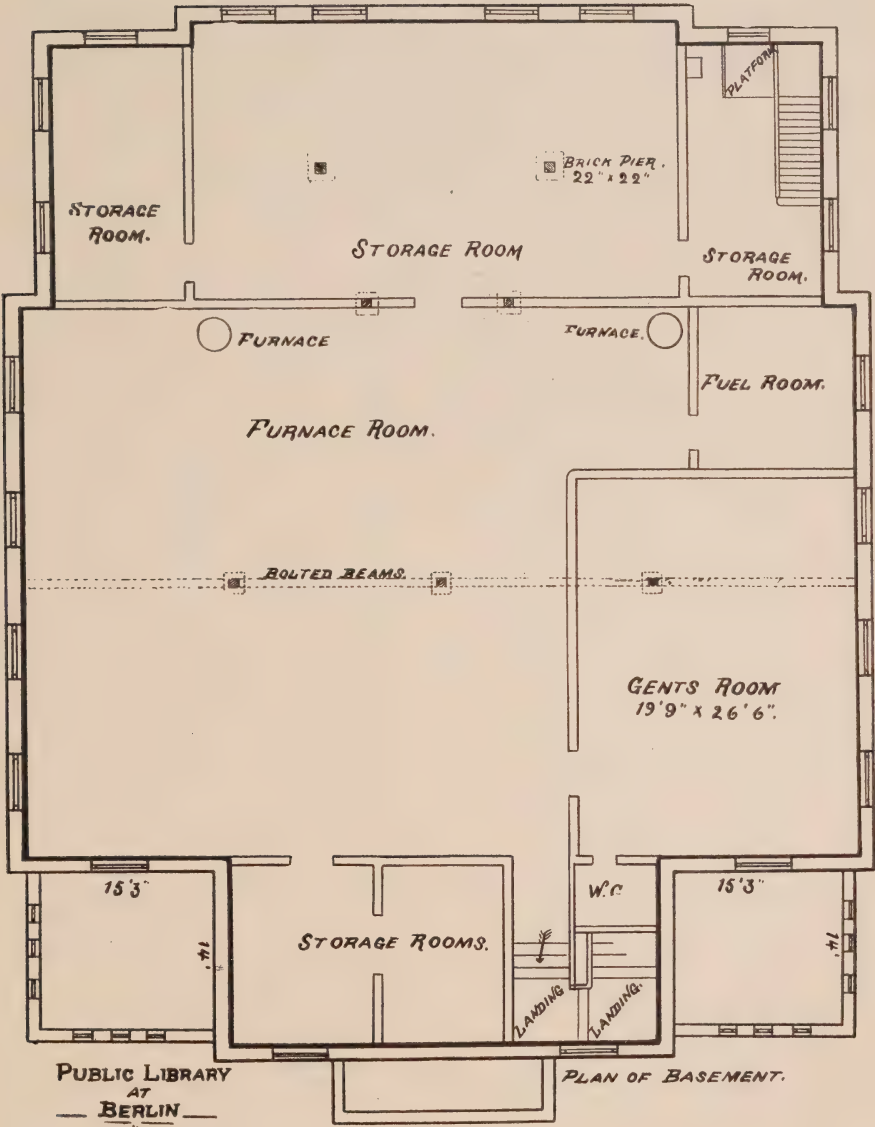 PLATFORM
BRICK PIER.
22" x 22"
STORAGE
ROOM.
STORAGE ROOM
STORAGE
ROOM.
FURNACE
FURNACE.
FUEL ROOM.
FURNACE ROOM.
BOLTED BEAMS.
GENTS ROOM
19'9" x 26'6".
15'3"
W.C.
15'3"
14'
STORAGE ROOMS.
14'
LANDING
LANDING.
PUBLIC LIBRARY
AT
BERLIN
PLAN OF BASEMENT.